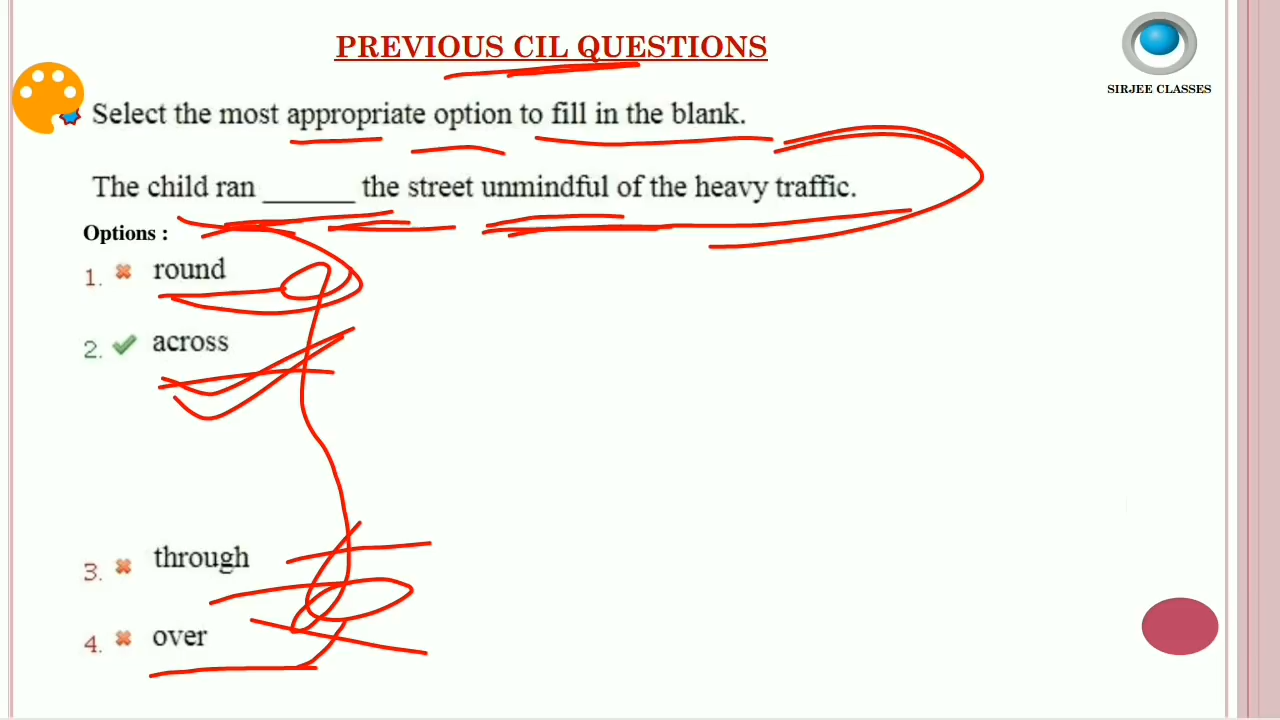 PREVIOUS CIL QUESTIONS
SIRJEE CLASSES
Select the most appropriate option to fill in the blank.
The child ran ______ the street unmindful of the heavy traffic.
Options :
1. round
2. across
3. through
4. over